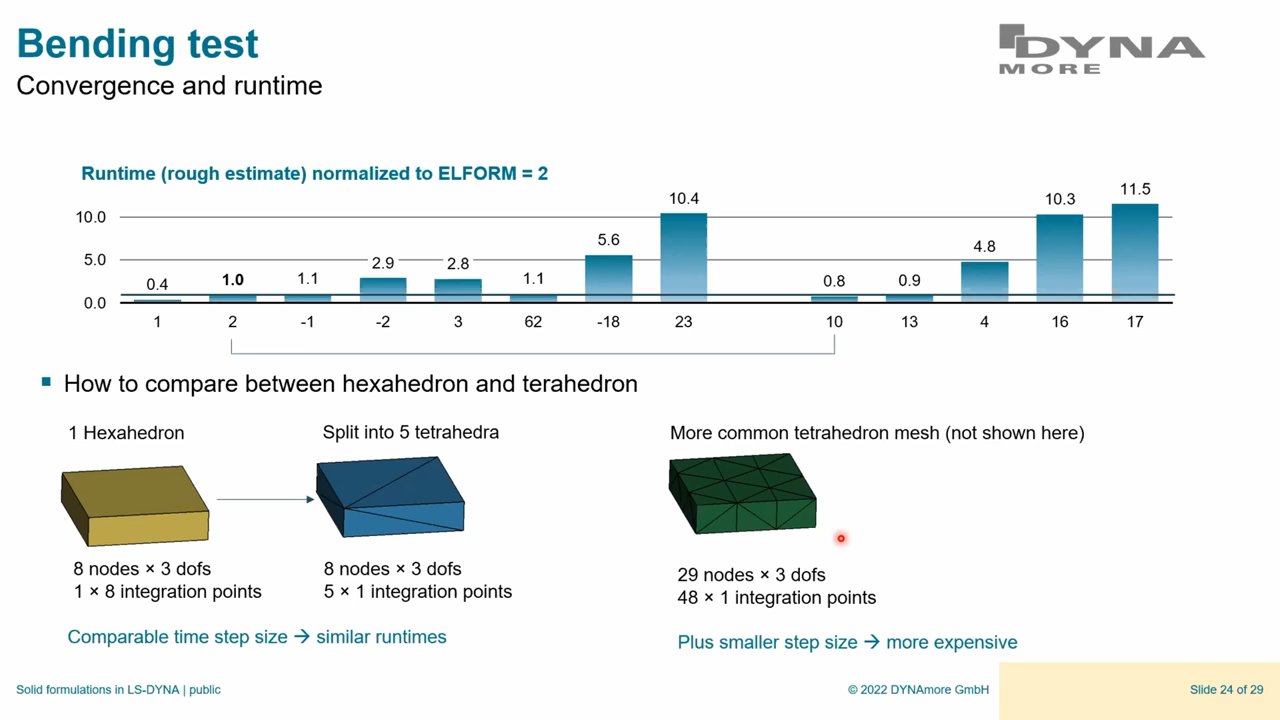 Bending test
Convergence and runtime
DYNA
MORE
Runtime (rough estimate) normalized to ELFORM = 2
10.0
5.0
0.0
0.4
1.0
1.1
2.9
2.8
1.1
5.6
10.4
0.8
0.9
4.8
10.3
11.5
1 2 -1 -2 3 62 -18 23 10 13 4 16 17
▪ How to compare between hexahedron and terahedron
1 Hexahedron
8 nodes × 3 dofs
1 × 8 integration points
Split into 5 tetrahedra
8 nodes × 3 dofs
5 × 1 integration points
Comparable time step size → similar runtimes
More common tetrahedron mesh (not shown here)
29 nodes × 3 dofs
48 × 1 integration points
Plus smaller step size → more expensive
Solid formulations in LS-DYNA | public
© 2022 DYNAmore GmbH
Slide 24 of 29